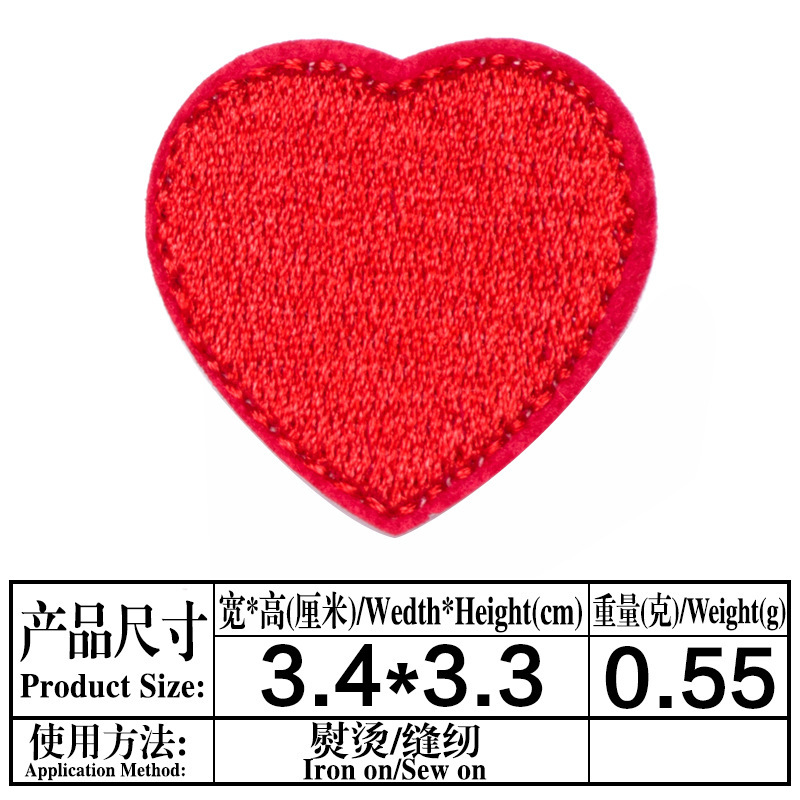 产品尺寸
Product Size:
宽*高(厘米)/Wedth*Height(cm)
重量(克)/Weight(g)
3.4*3.3
0.55
使用方法:
Application Method:
熨烫/缝纫
Iron on/Sew on